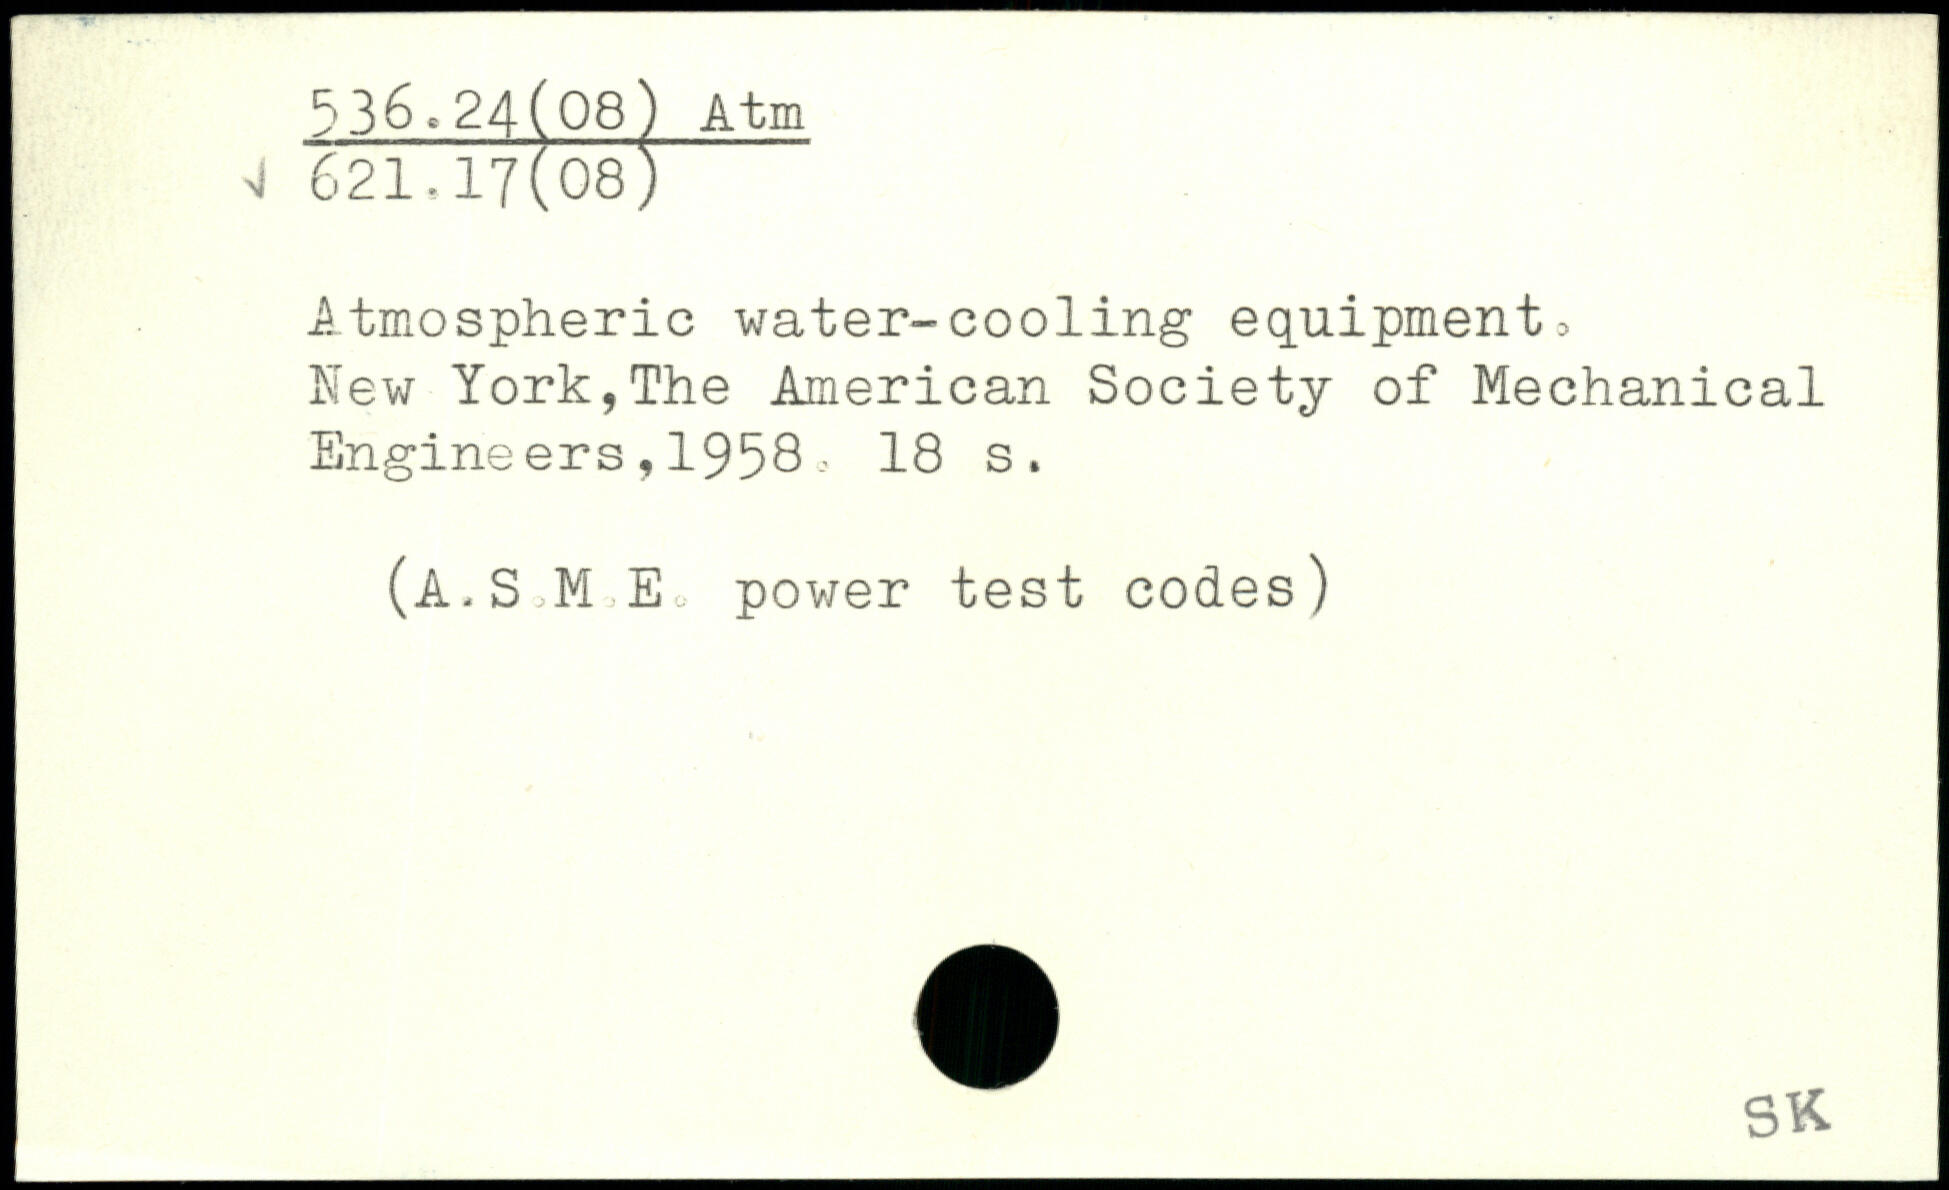 536.24(08) Atm
621.17(08)
Atmospheric water-cooling equipment.
New York,The American Society of Mechanical
Engineers,1958. 18 s.
(A.S.M.E. power test codes)
SK